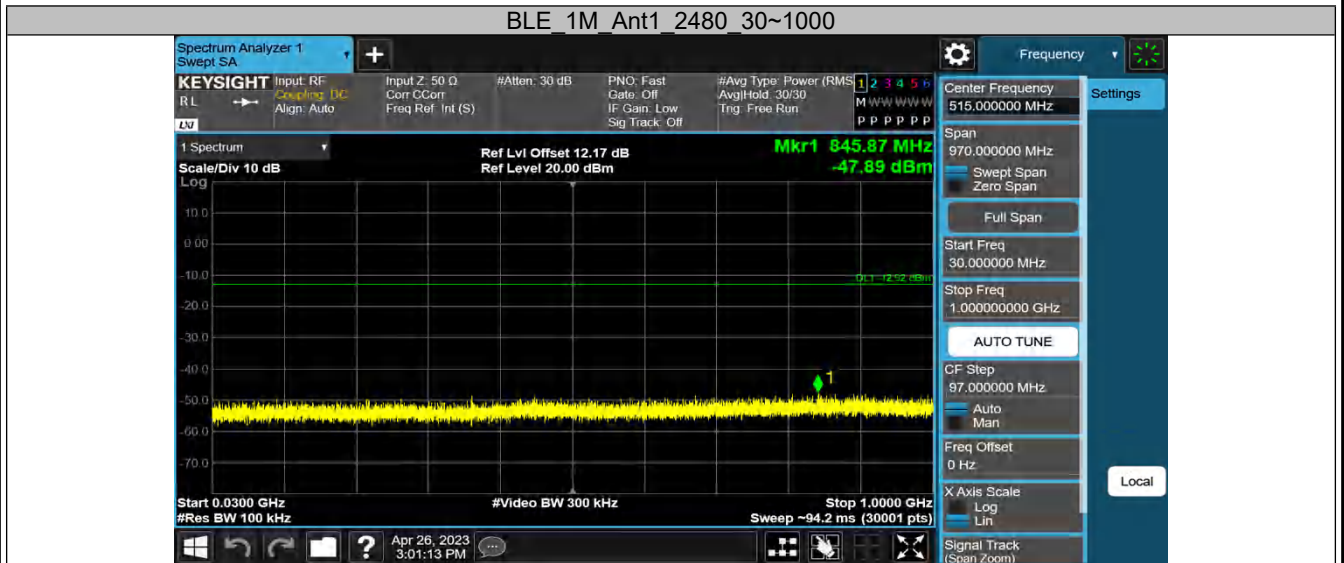 BLE_1M_Ant1_2480_30~1000
Spectrum Analyzer 1
Swept SA
Frequency
KEYSIGHT
RL
LXI
Input: RF
Coupling: DC
Align: Auto
Input Z: 50 Ω
Corr CCorr
Freq Ref: Int (S)
#Atten: 30 dB
PNO: Fast
Gate: Off
IF Gain: Low
Sig Track: Off
#Avg Type: Power (RMS
Avg|Hold: 30/30
Trig: Free Run
1 2 3 4 5 6
M W W W W W
P P P P P P
Settings
Center Frequency
515.000000 MHz
Span
970.000000 MHz
Swept Span
Zero Span
Full Span
Start Freq
30.000000 MHz
Stop Freq
1.000000000 GHz
AUTO TUNE
CF Step
97.000000 MHz
Auto
Man
Freq Offset
0 Hz
X Axis Scale
Log
Lin
Signal Track
(Span Zoom)
Local
1 Spectrum
Scale/Div 10 dB
Log
Ref Lvl Offset 12.17 dB
Ref Level 20.00 dBm
Mkr1 845.87 MHz
-47.89 dBm
10.0
0.00
-10.0
DL1 -12.92 dBm
-20.0
-30.0
-40.0
1
-50.0
-60.0
-70.0
Start 0.0300 GHz
#Res BW 100 kHz
#Video BW 300 kHz
Stop 1.0000 GHz
Sweep ~94.2 ms (30001 pts)
?
Apr 26, 2023
3:01:13 PM